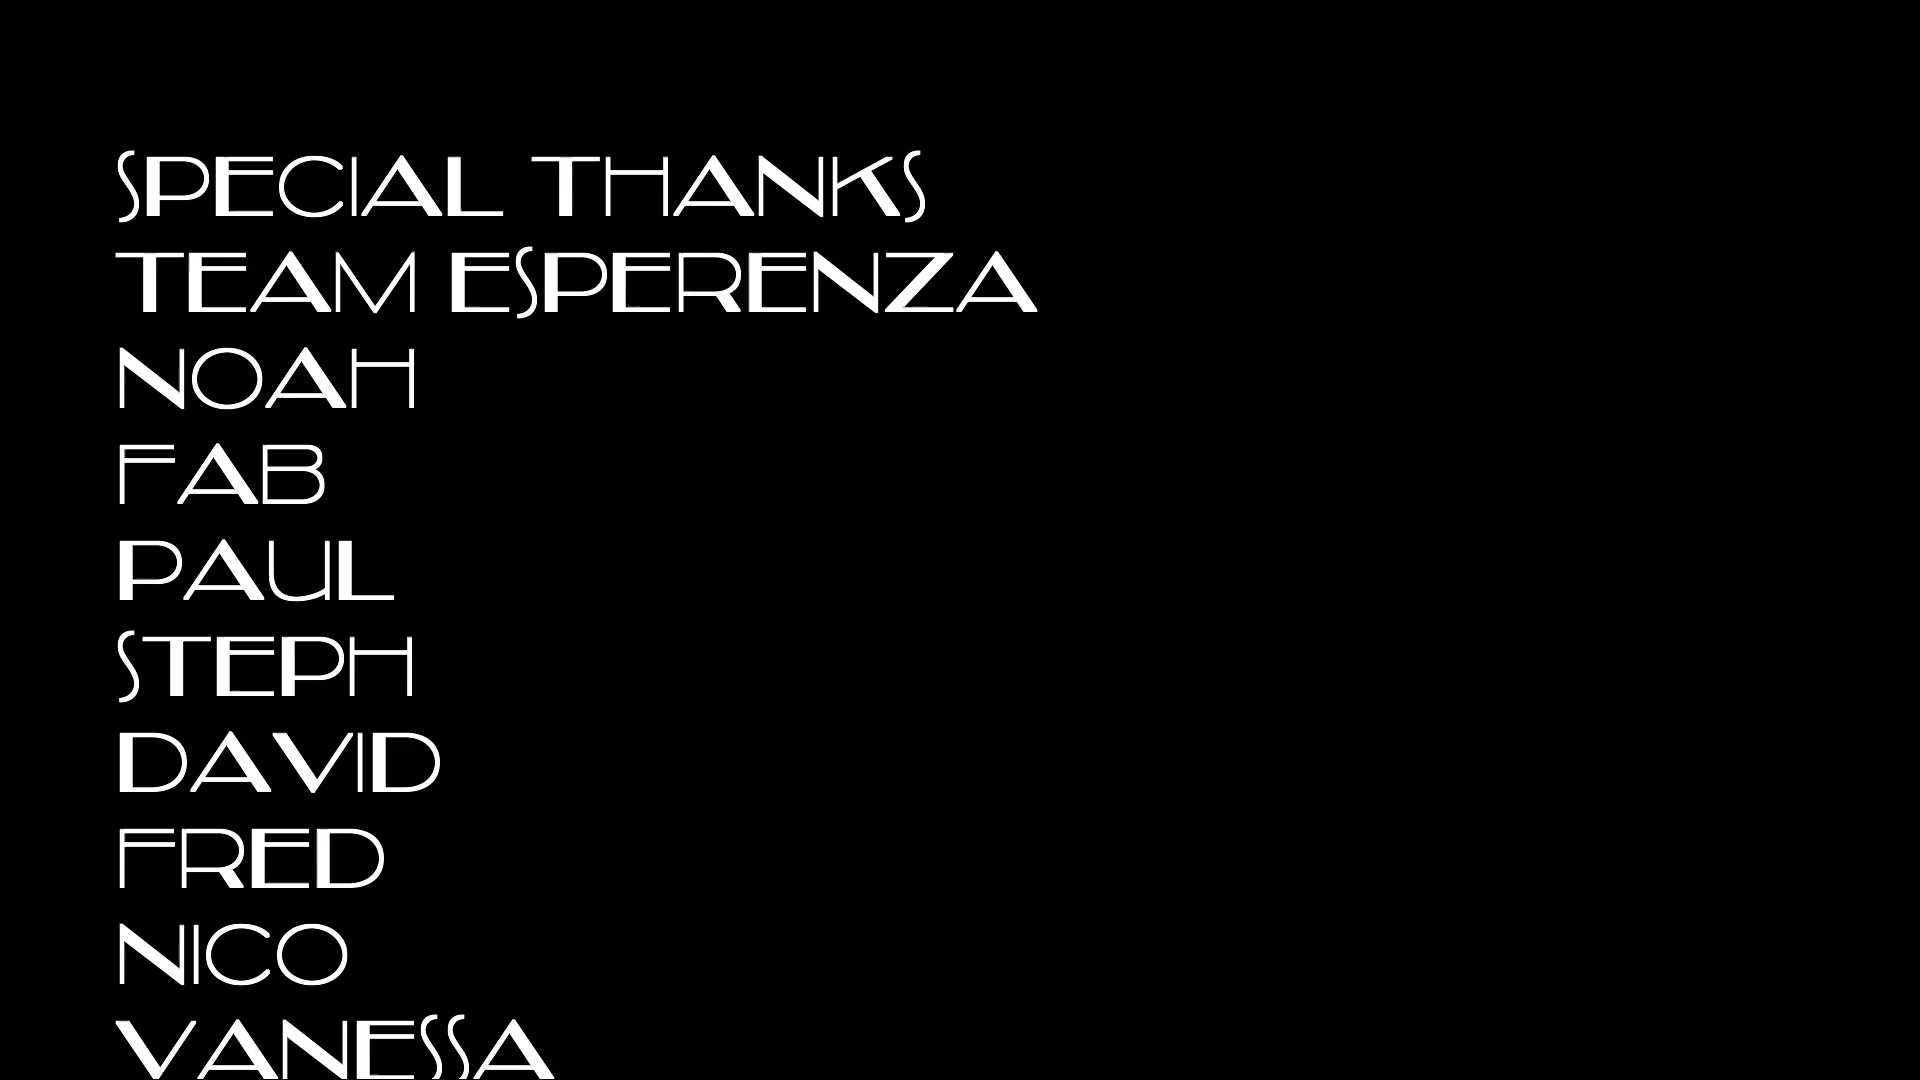 SPECIAL THANKS
TEAM ESPERENZA
NOAH
FAB
PAUL
STEPH
DAVID
FRED
NICO
VANESSA